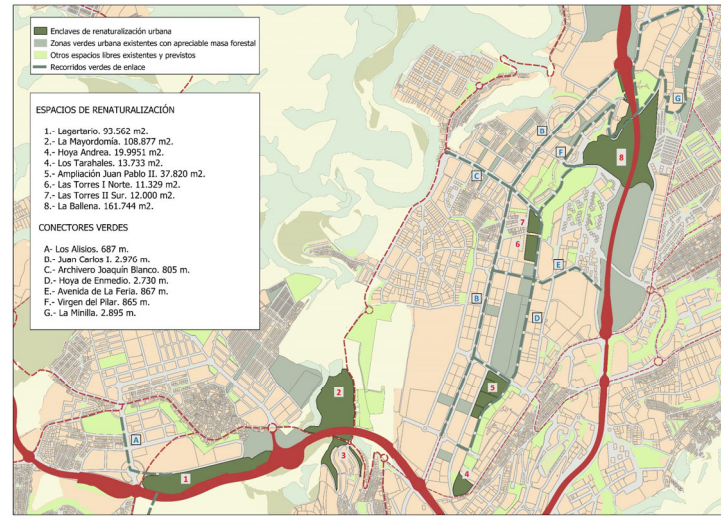 Enclaves de renaturalización urbana
Zonas verdes urbana existentes con apreciable masa forestal
Otros espacios libres existentes y previstos
Recorridos verdes de enlace
ESPACIOS DE RENATURALIZACIÓN
1.- Lagartario. 93.562 m2.
2.- La Mayordomía. 108.877 m2.
4.- Hoya Andrea. 19.9951 m2.
4.- Los Tarahales. 13.733 m2.
5.- Ampliación Juan Pablo II. 37.820 m2.
6.- Las Torres I Norte. 11.329 m2.
7.- Las Torres II Sur. 12.000 m2.
8.- La Ballena. 161.744 m2.
CONECTORES VERDES
A- Los Alisios. 687 m.
B.- Juan Carlos I. 2.976 m.
C.- Archivero Joaquín Blanco. 805 m.
D.- Hoya de Enmedio. 2.730 m.
E.- Avenida de La Feria. 867 m.
F.- Virgen del Pilar. 865 m.
G.- La Minilla. 2.895 m.
G
B
F
8
C
7
6
E
B
D
5
2
A
3
4
1